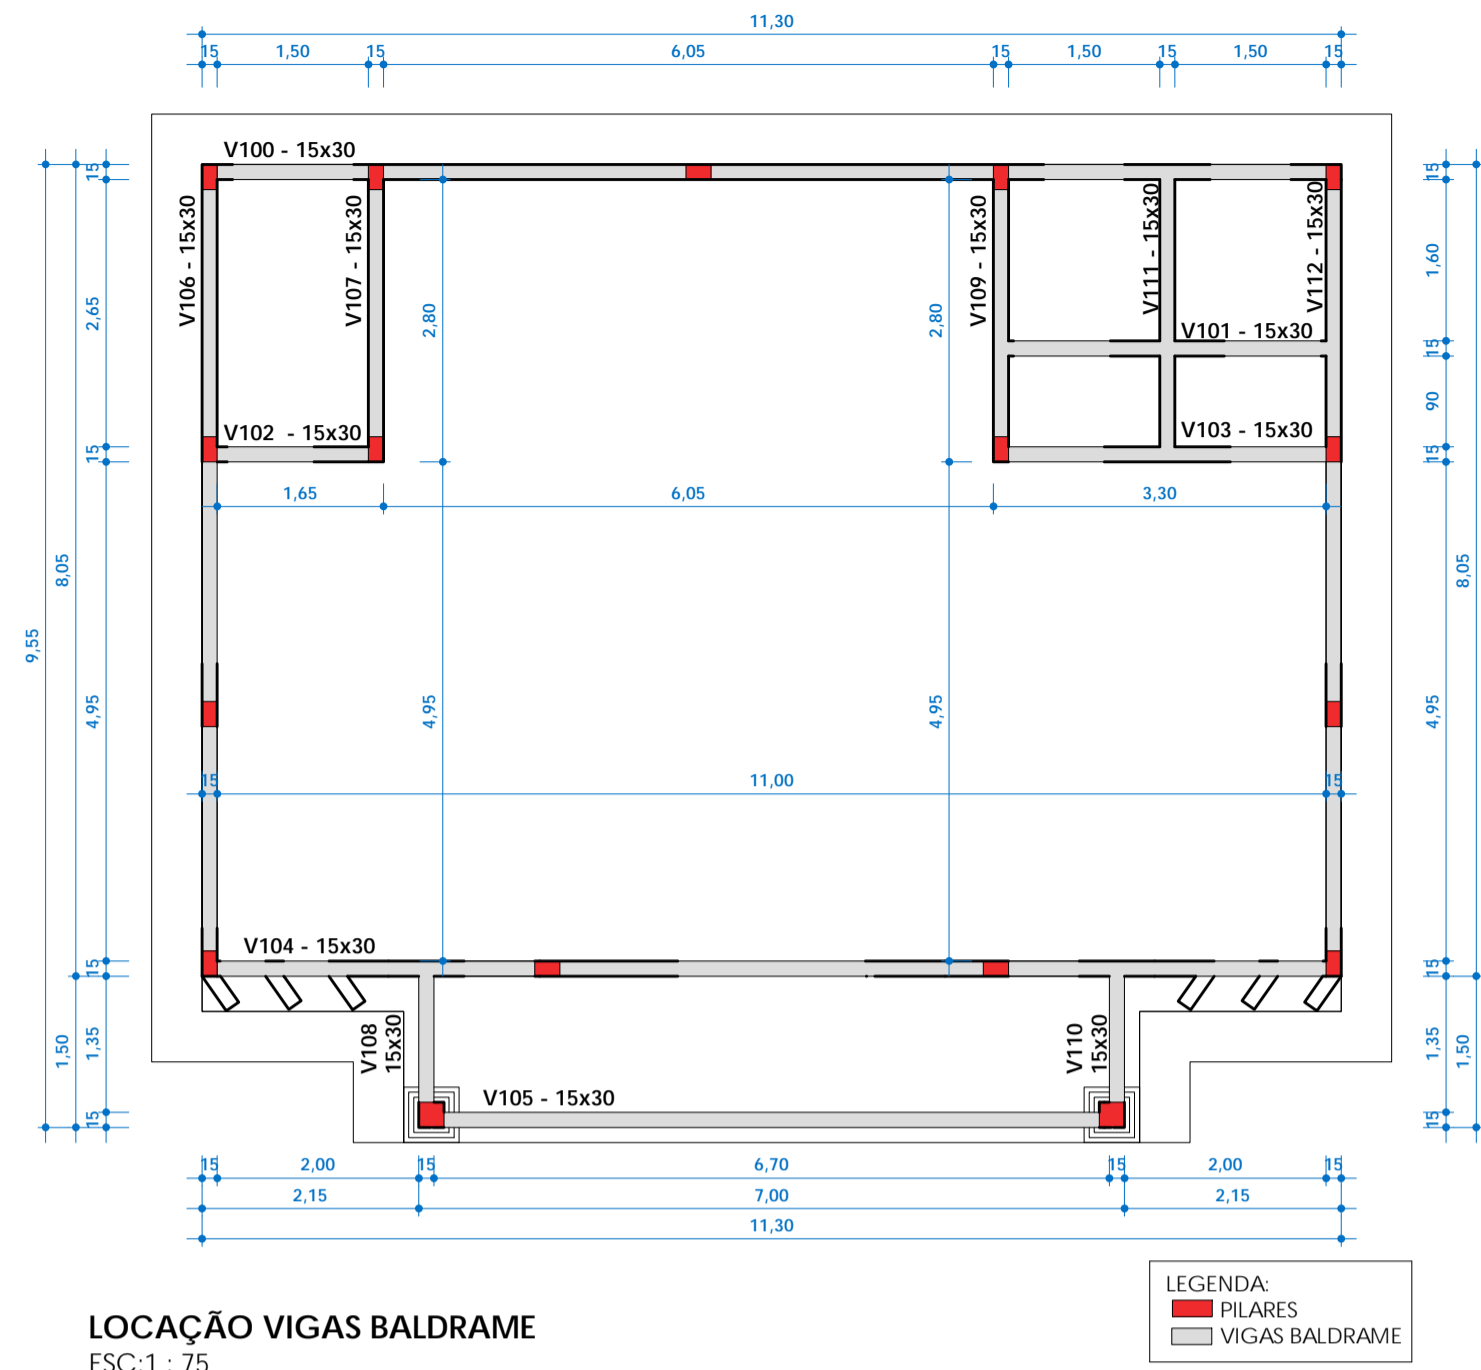 11,30
15 1,50 15 6,05 15 1,50 15 1,50 15
V100 - 15x30
15
15
V106 - 15x30
V107 - 15x30
V109 - 15x30
V111 - 15x30
V112 - 15x30
2,65
2,80
2,80
1,60
V101 - 15x30
15
90
V102 - 15x30
V103 - 15x30
15
15
1,65 6,05 3,30
9,55
8,05
8,05
4,95
4,95
4,95
4,95
15 11,00 15
V104 - 15x30
15
15
1,50
1,35
V108
15x30
V110
15x30
1,35
1,50
V105 - 15x30
15
15
15 2,00 15 6,70 15 2,00 15
2,15 7,00 2,15
11,30
LEGENDA:
PILARES
VIGAS BALDRAME
LOCAÇÃO VIGAS BALDRAME
ESC:1 : 75